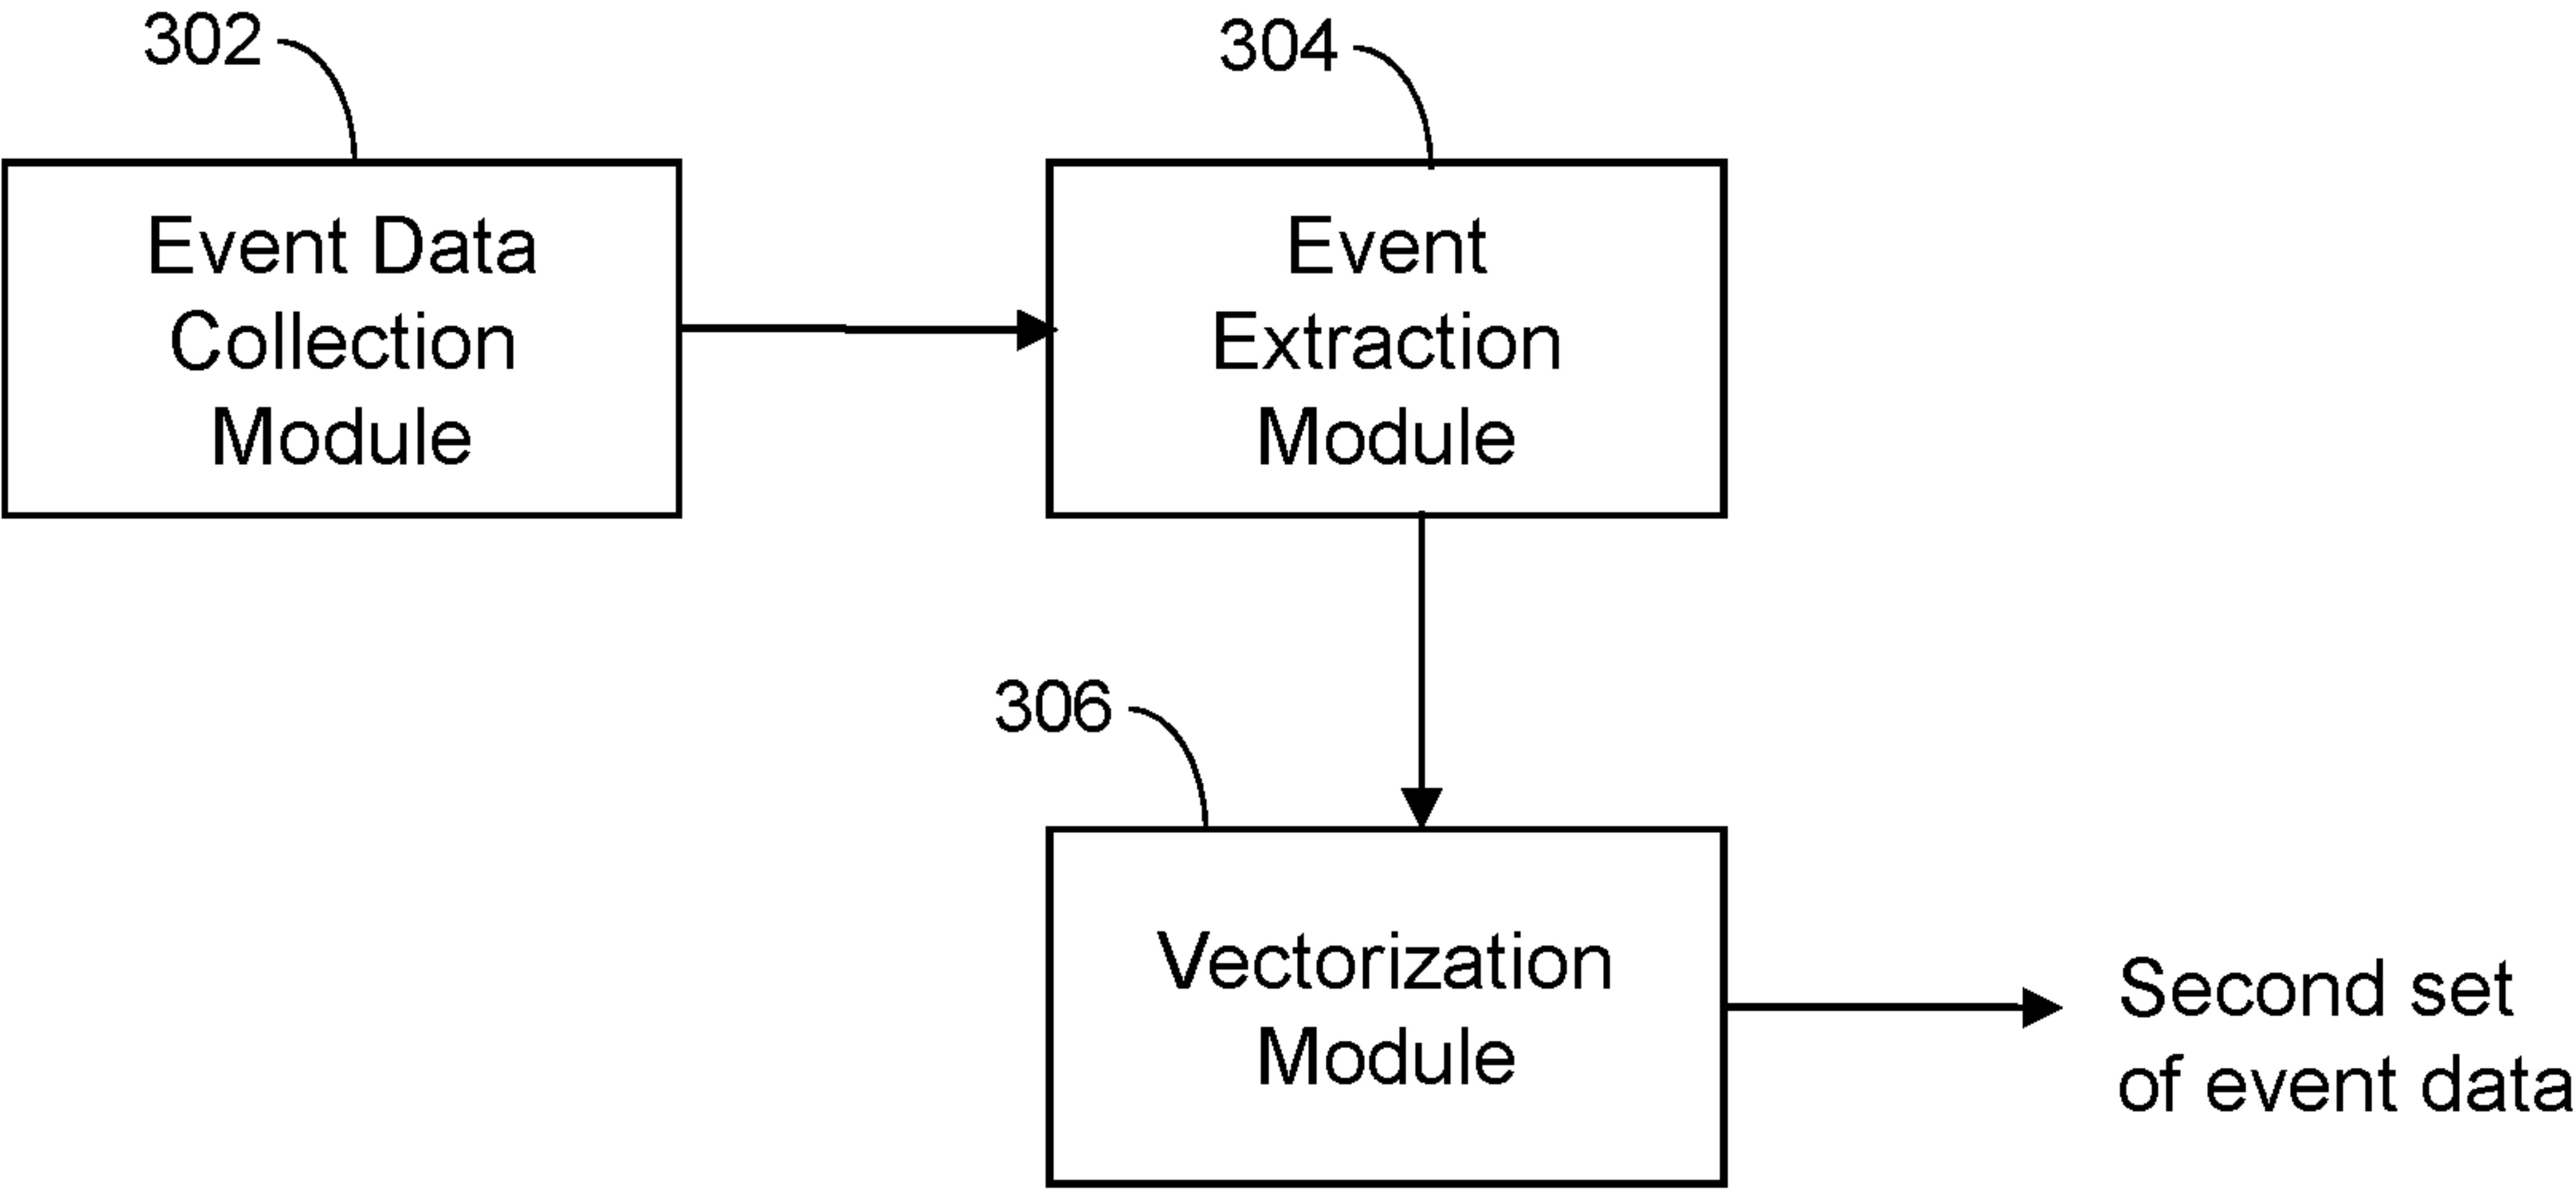 302
304
Event Data
Collection
Module
Event
Extraction
Module
306
Vectorization
Module
Second set
of event data